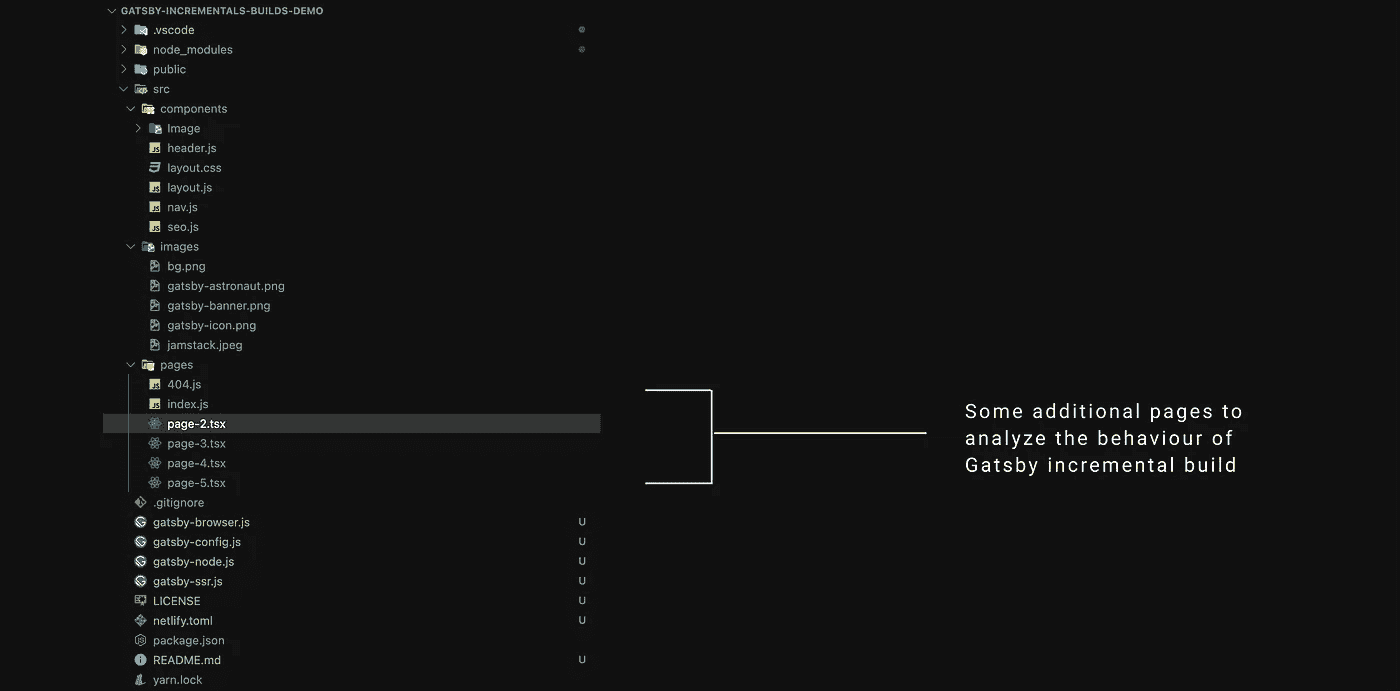 GATSBY-INCREMENTALS-BUILDS-DEMO
.vscode
node_modules
public
src
components
Image
header.js
layout.css
layout.js
nav.js
seo.js
images
bg.png
gatsby-astronaut.png
gatsby-banner.png
gatsby-icon.png
jamstack.jpeg
pages
404.js
index.js
page-2.tsx
page-3.tsx
page-4.tsx
page-5.tsx
.gitignore
gatsby-browser.js U
gatsby-config.js U
gatsby-node.js U
gatsby-ssr.js U
LICENSE U
netlify.toml U
package.json
README.md U
yarn.lock
Some additional pages to
analyze the behaviour of
Gatsby incremental build